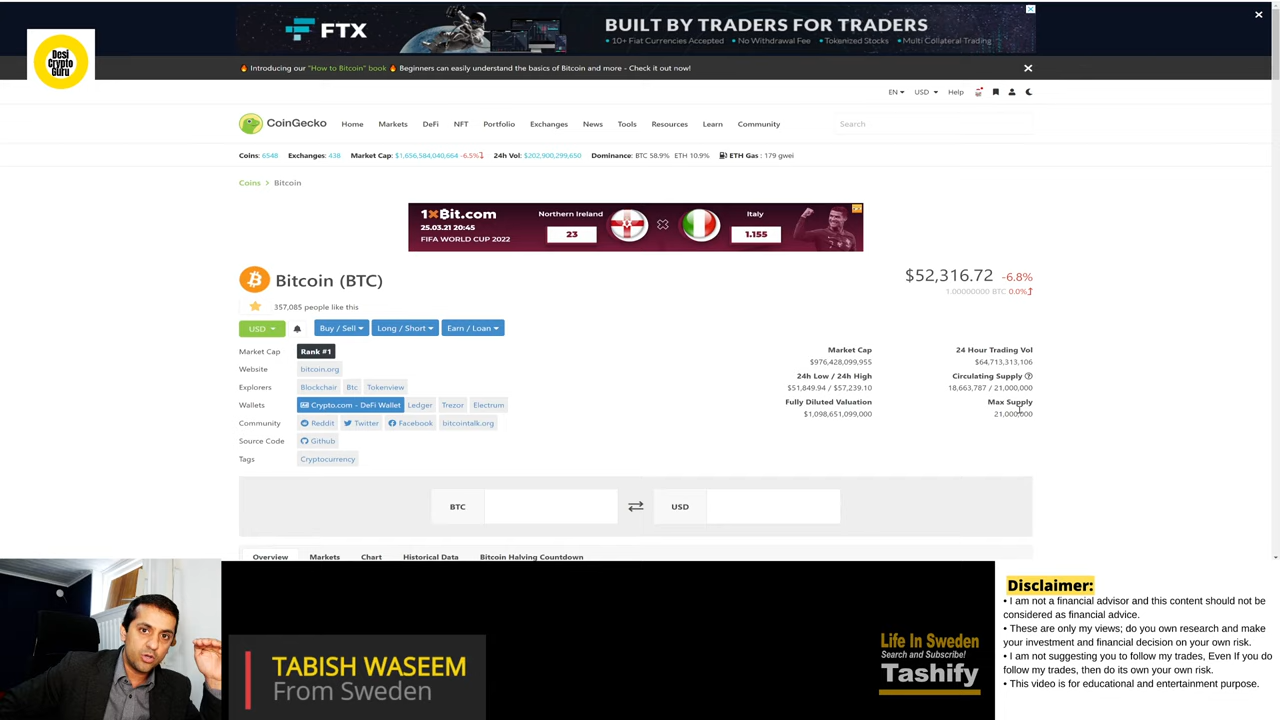 Desi
Crypto
Guru
FTX
BUILT BY TRADERS FOR TRADERS
• 10+ Fiat Currencies Accepted • No Withdrawal Fee • Tokenized Stocks • Multi Collateral Trading
🔥 Introducing our "How to Bitcoin" book 🔥 Beginners can easily understand the basics of Bitcoin and more - Check it out now!
EN USD Help
CoinGecko Home Markets DeFi NFT Portfolio Exchanges News Tools Resources Learn Community Search
Coins: 6548 Exchanges: 438 Market Cap: $1,656,584,040,664 -6.5% 24h Vol: $202,900,299,650 Dominance: BTC 58.9% ETH 10.9% ETH Gas: 179 gwei
Coins > Bitcoin
1XBit.com
25.03.21 20:45
FIFA WORLD CUP 2022
Northern Ireland
23
Italy
1.155
Bitcoin (BTC)
$52,316.72 -6.8%
1.00000000 BTC 0.0%
357,085 people like this
USD Buy / Sell Long / Short Earn / Loan
Market Cap Rank #1
Website bitcoin.org
Explorers Blockchair Btc Tokenview
Wallets Crypto.com - DeFi Wallet Ledger Trezor Electrum
Community Reddit Twitter Facebook bitcointalk.org
Source Code Github
Tags Cryptocurrency
Market Cap
$976,428,099,955
24h Low / 24h High
$51,849.94 / $57,239.10
Fully Diluted Valuation
$1,098,651,099,000
24 Hour Trading Vol
$64,713,313,106
Circulating Supply
18,663,787 / 21,000,000
Max Supply
21,000,000
BTC USD
Overview Markets Chart Historical Data Bitcoin Halving Countdown
TABISH WASEEM
From Sweden
Life In Sweden
Search and Subscribe!
Tashify
Disclaimer:
• I am not a financial advisor and this content should not be
considered as financial advice.
• These are only my views; do you own research and make
your investment and financial decision on your own risk.
• I am not suggesting you to follow my trades, Even If you do
follow my trades, then do its own your own risk.
• This video is for educational and entertainment purpose.